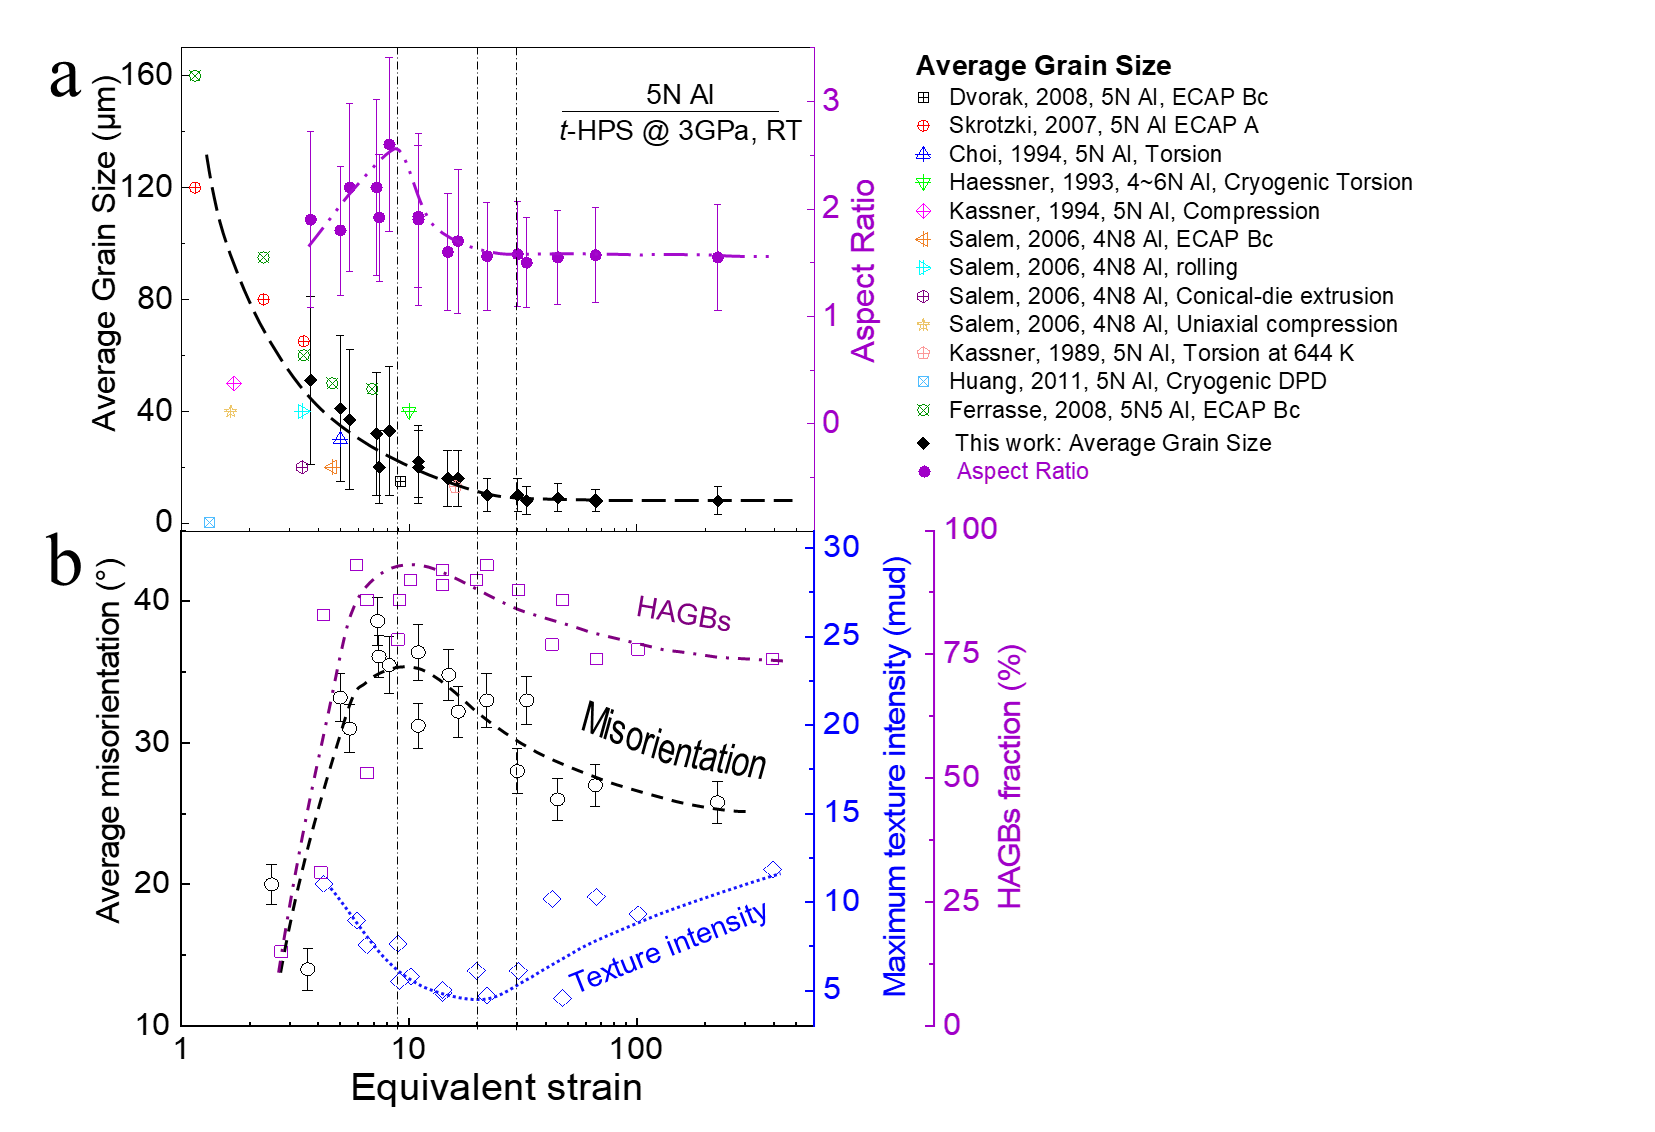 a
Average Grain Size (μm)
160
120
80
40
0
5N Al
t-HPS @ 3GPa, RT
3
2
1
0
Aspect Ratio
Average Grain Size
Dvorak, 2008, 5N Al, ECAP Bc
Skrotzki, 2007, 5N Al ECAP A
Choi, 1994, 5N Al, Torsion
Haessner, 1993, 4~6N Al, Cryogenic Torsion
Kassner, 1994, 5N Al, Compression
Salem, 2006, 4N8 Al, ECAP Bc
Salem, 2006, 4N8 Al, rolling
Salem, 2006, 4N8 Al, Conical-die extrusion
Salem, 2006, 4N8 Al, Uniaxial compression
Kassner, 1989, 5N Al, Torsion at 644 K
Huang, 2011, 5N Al, Cryogenic DPD
Ferrasse, 2008, 5N5 Al, ECAP Bc
This work: Average Grain Size
Aspect Ratio
b
Average misorientation (°)
40
30
20
10
HAGBs
Misorientation
Texture intensity
30
25
20
15
10
5
Maximum texture intensity (mud)
100
75
50
25
0
HAGBs fraction (%)
1
10
100
Equivalent strain